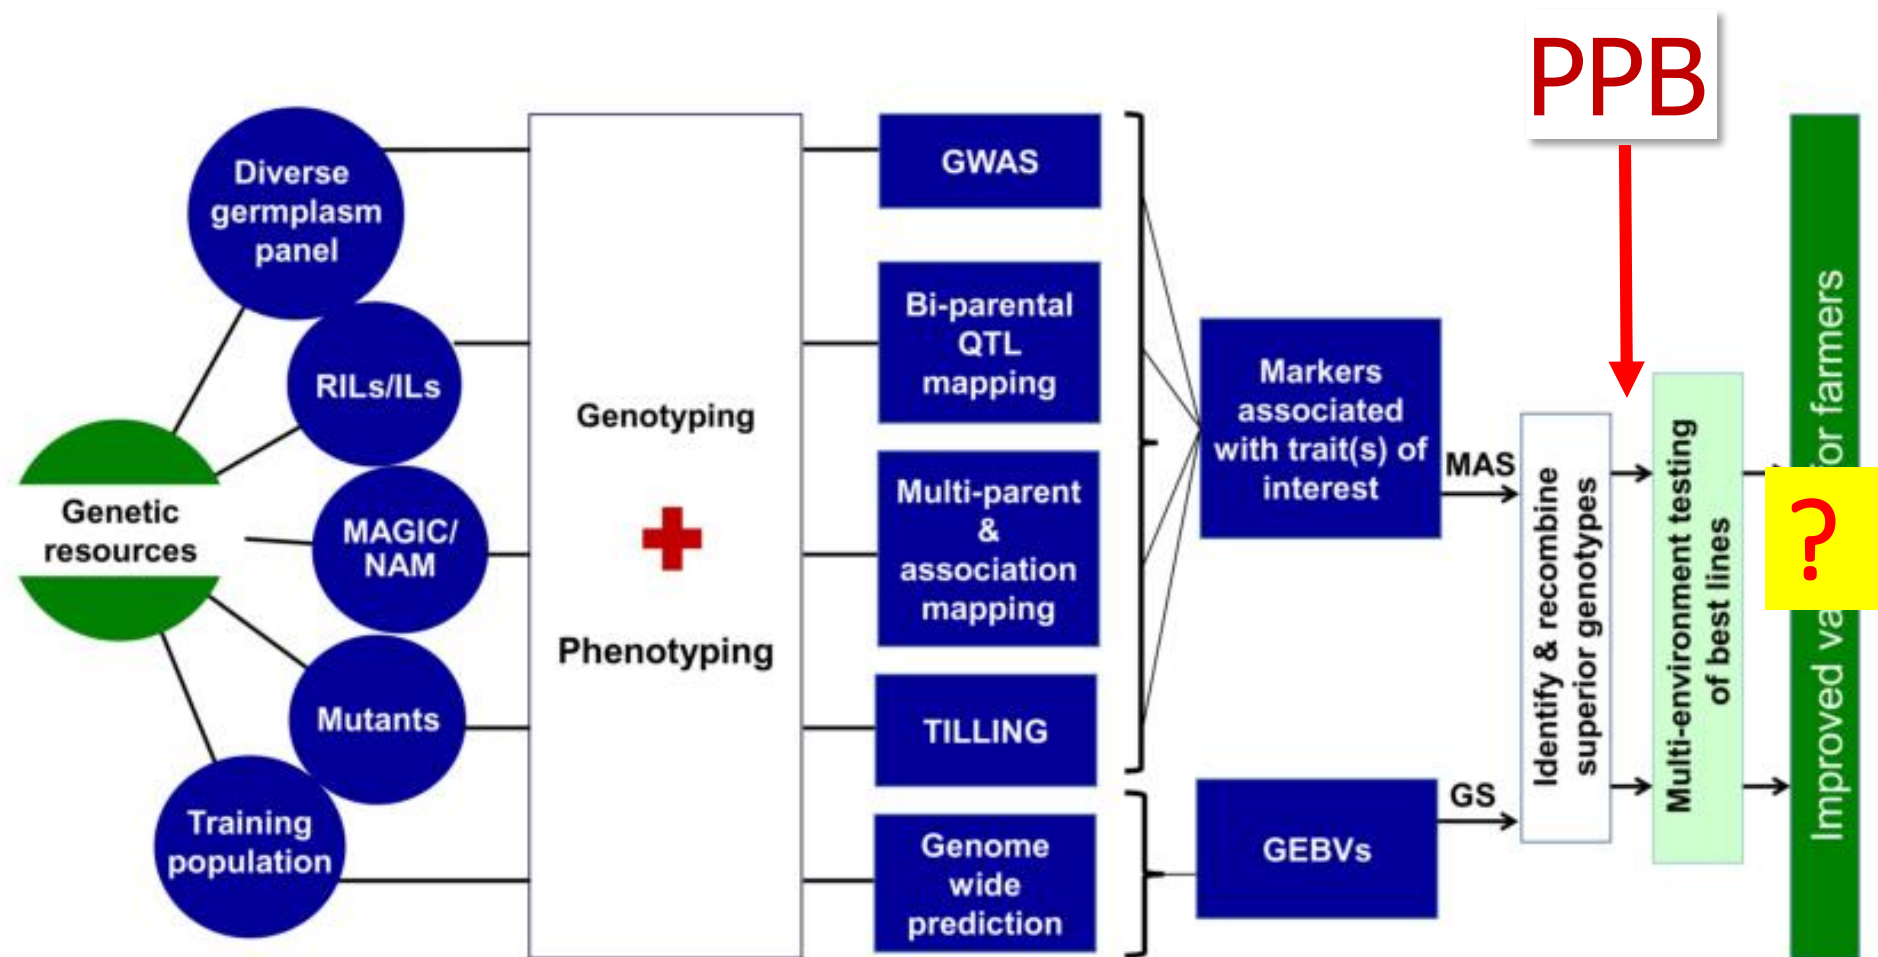 PPB
Diverse
germplasm
panel
RILs/ILs
Genetic
resources
MAGIC/
NAM
Mutants
Training
population
Genotyping
Phenotyping
GWAS
Bi-parental
QTL
mapping
Multi-parent
&
association
mapping
TILLING
Genome
wide
prediction
Markers
associated
with trait(s) of
interest
GEBVs
MAS
GS
Identify & recombine
superior genotypes
Multi-environment testing
of best lines
?
Improved for farmers